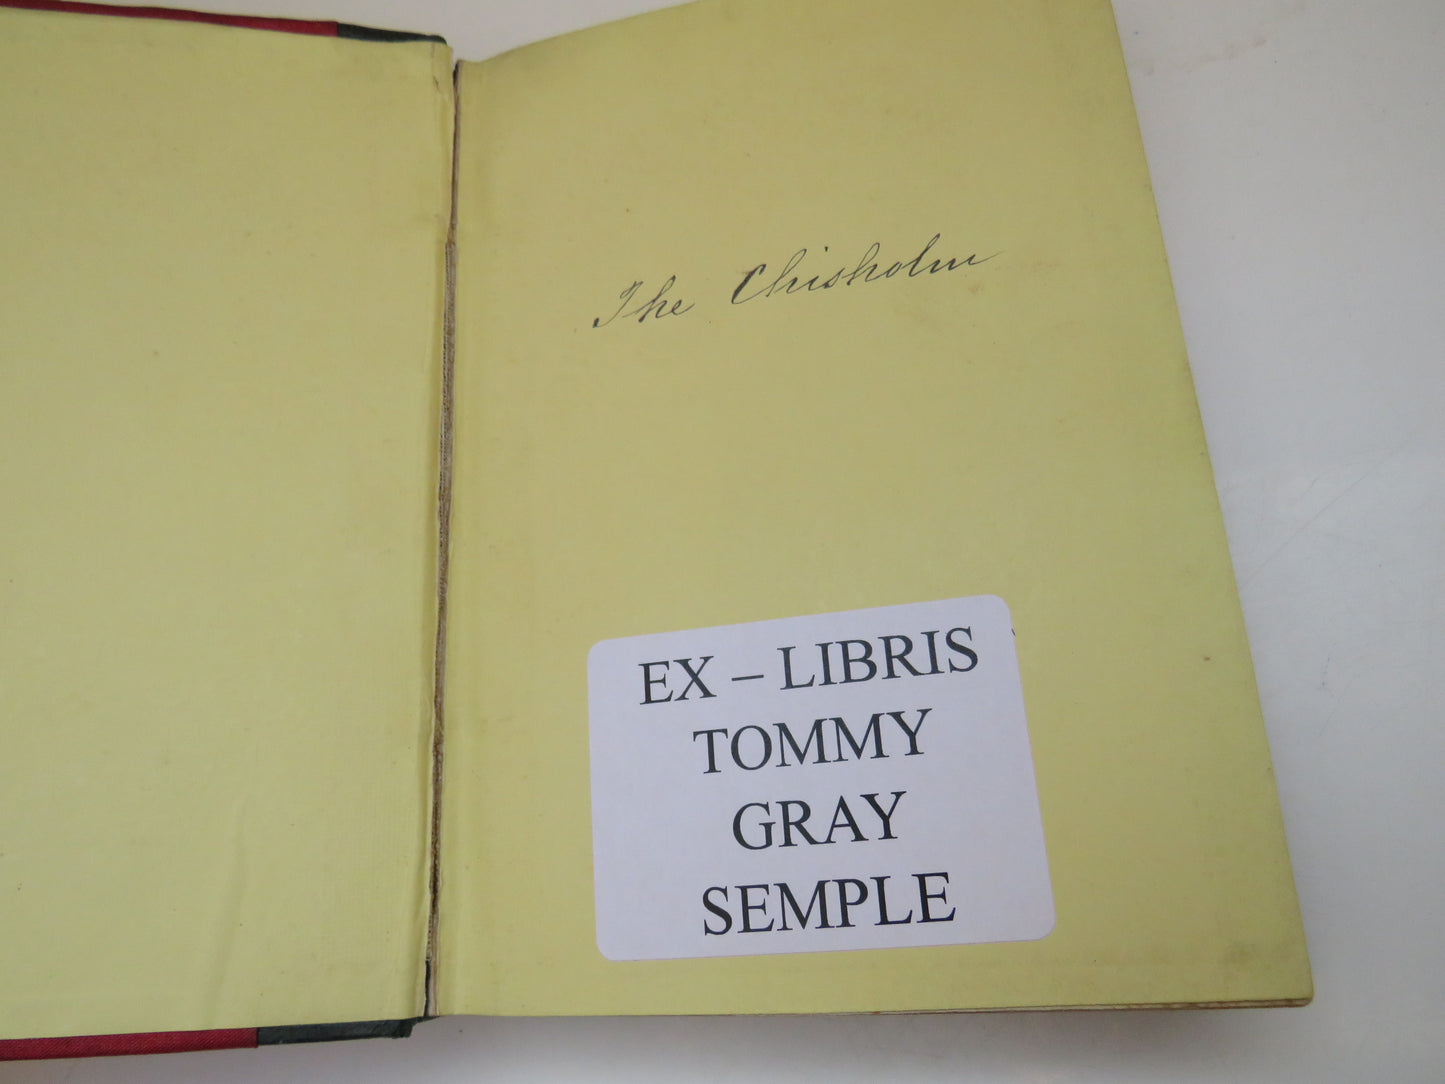 The Chisholm
EX – LIBRIS
TOMMY
GRAY
SEMPLE